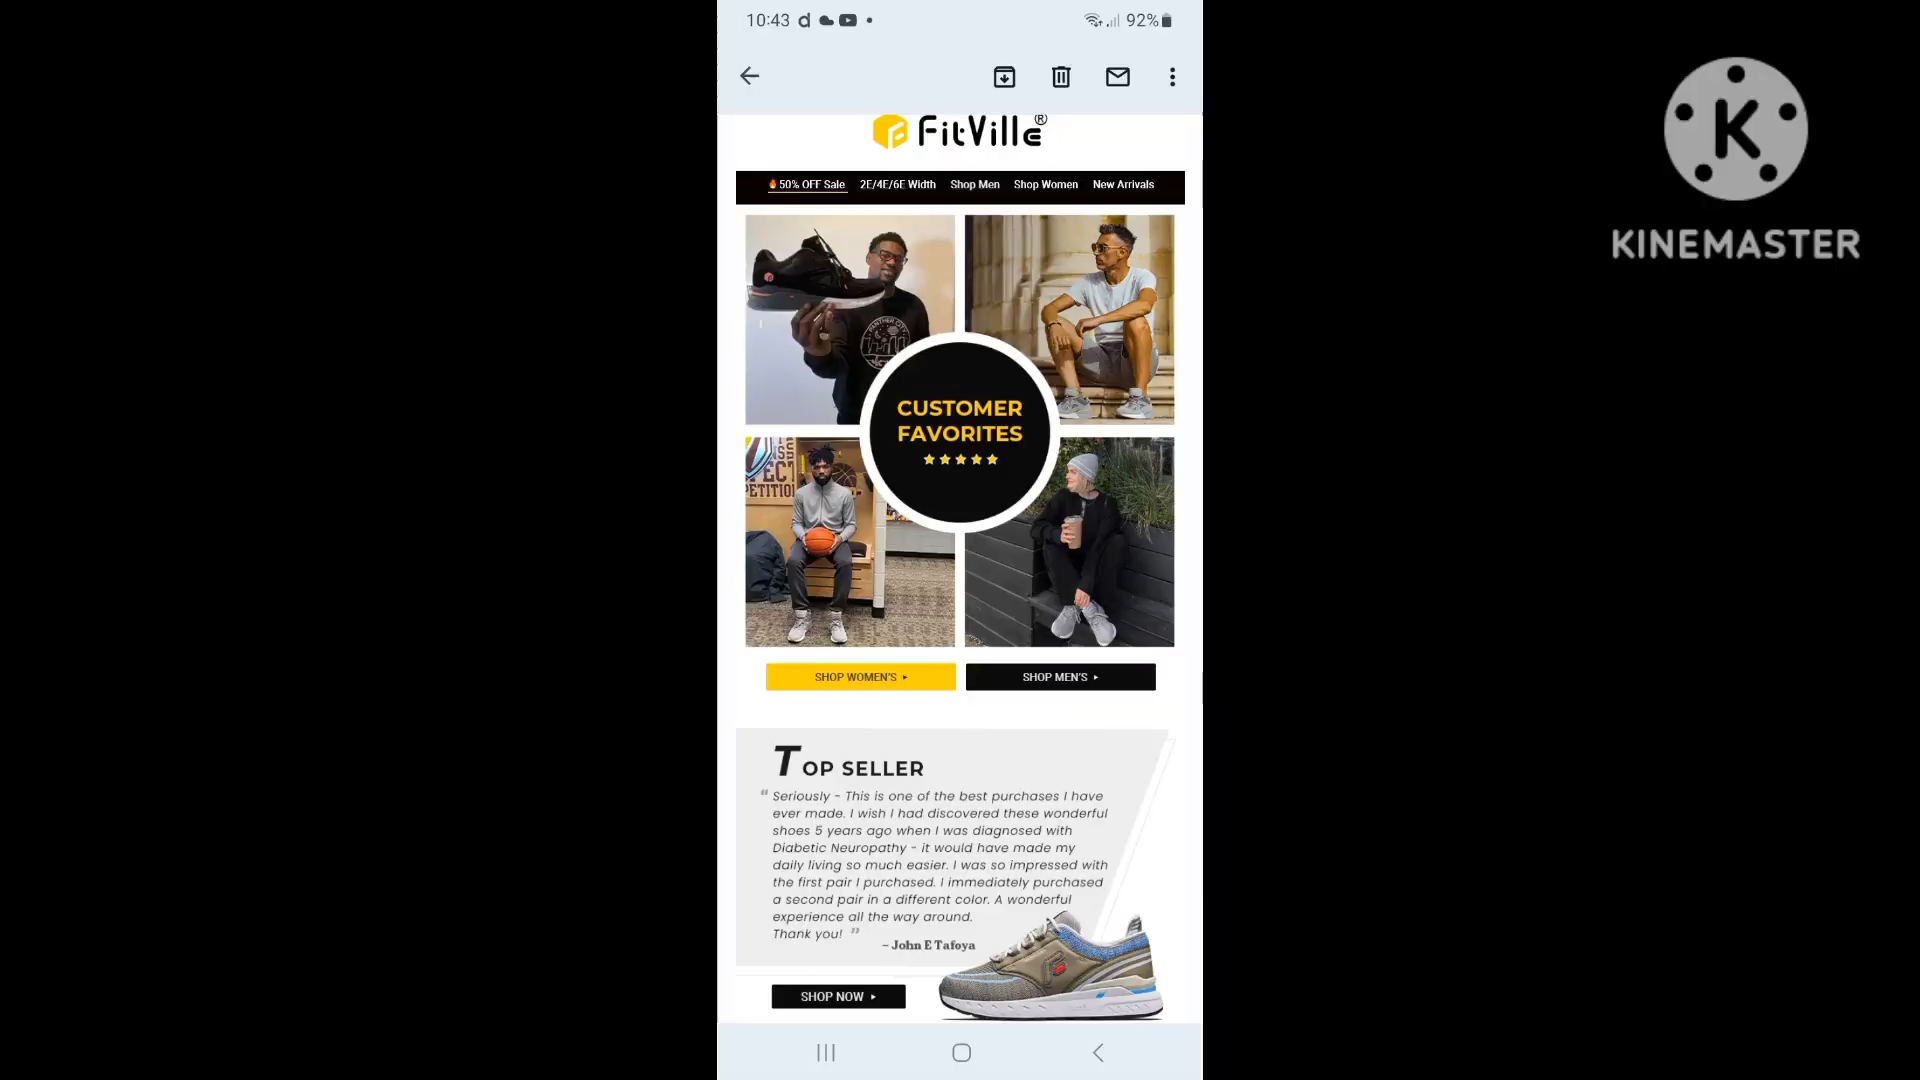 10:43
92%
FitVille®
50% OFF Sale 2E/4E/6E Width Shop Men Shop Women New Arrivals
PANTHER CITY
CUSTOMER
FAVORITES
SHOP WOMEN'S
SHOP MEN'S
TOP SELLER
“ Seriously - This is one of the best purchases I have
ever made. I wish I had discovered these wonderful
shoes 5 years ago when I was diagnosed with
Diabetic Neuropathy - it would have made my
daily living so much easier. I was so impressed with
the first pair I purchased. I immediately purchased
a second pair in a different color. A wonderful
experience all the way around.
Thank you! ”
– John E Tafoya
SHOP NOW
K
KINEMASTER